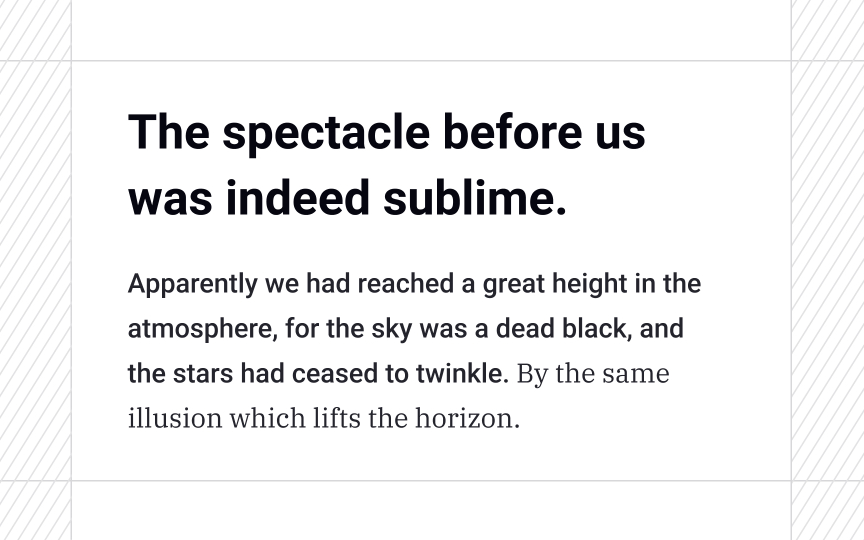 The spectacle before us
was indeed sublime.
Apparently we had reached a great height in the
atmosphere, for the sky was a dead black, and
the stars had ceased to twinkle. By the same
illusion which lifts the horizon.